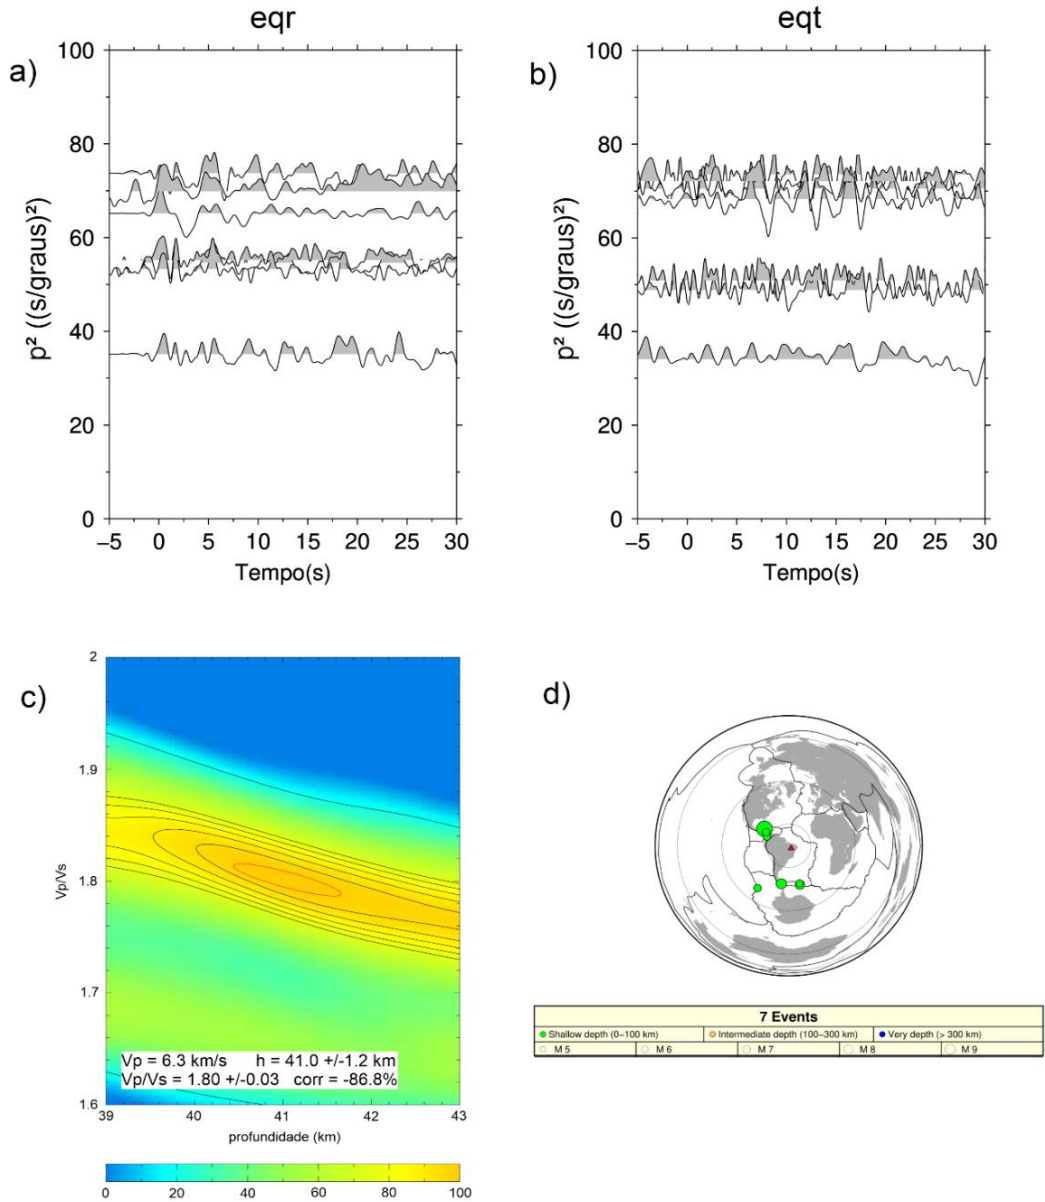 eqr
a)
100
80
60
40
20
0
p² ((s/graus)²)
−5 0 5 10 15 20 25 30
Tempo(s)
eqt
b)
100
80
60
40
20
0
p² ((s/graus)²)
−5 0 5 10 15 20 25 30
Tempo(s)
c)
2
1.9
1.8
1.7
1.6
Vp/Vs
Vp = 6.3 km/s h = 41.0 +/-1.2 km
Vp/Vs = 1.80 +/-0.03 corr = -86.8%
39 40 41 42 43
profundidade (km)
0 20 40 60 80 100
d)
7 Events
Shallow depth (0–100 km) Intermediate depth (100–300 km) Very depth (> 300 km)
M 5 M 6 M 7 M 8 M 9